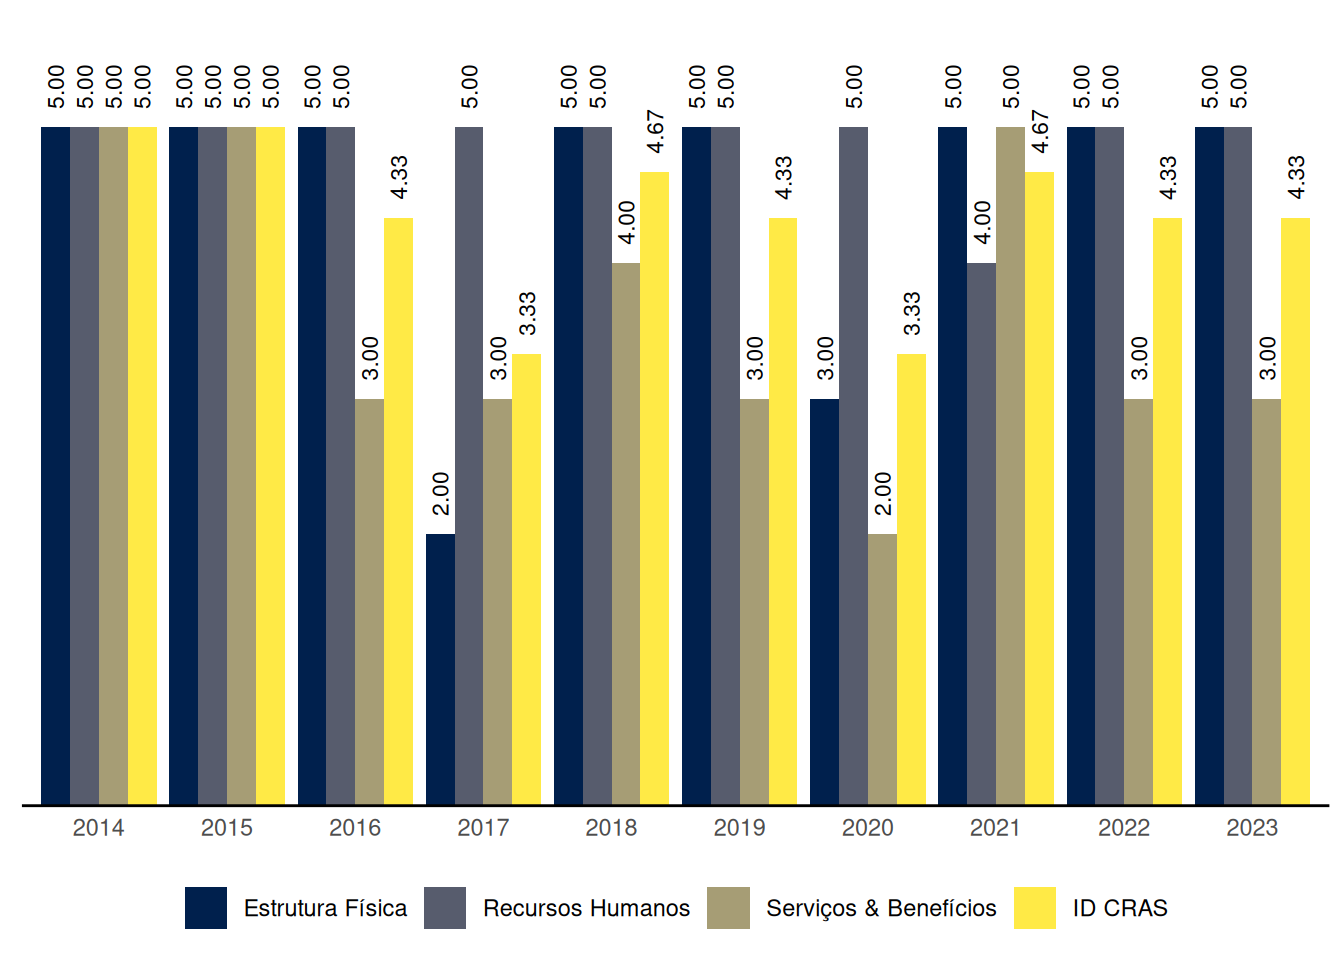 5.00 5.00 5.00 5.00 5.00 5.00 5.00 5.00 5.00 5.00 3.00 4.33 2.00 5.00 3.00 3.33 5.00 5.00 4.00 4.67 5.00 5.00 3.00 4.33 3.00 5.00 2.00 3.33 5.00 4.00 5.00 4.67 5.00 5.00 3.00 4.33 5.00 5.00 3.00 4.33
2014 2015 2016 2017 2018 2019 2020 2021 2022 2023
Estrutura Física Recursos Humanos Serviços & Benefícios ID CRAS